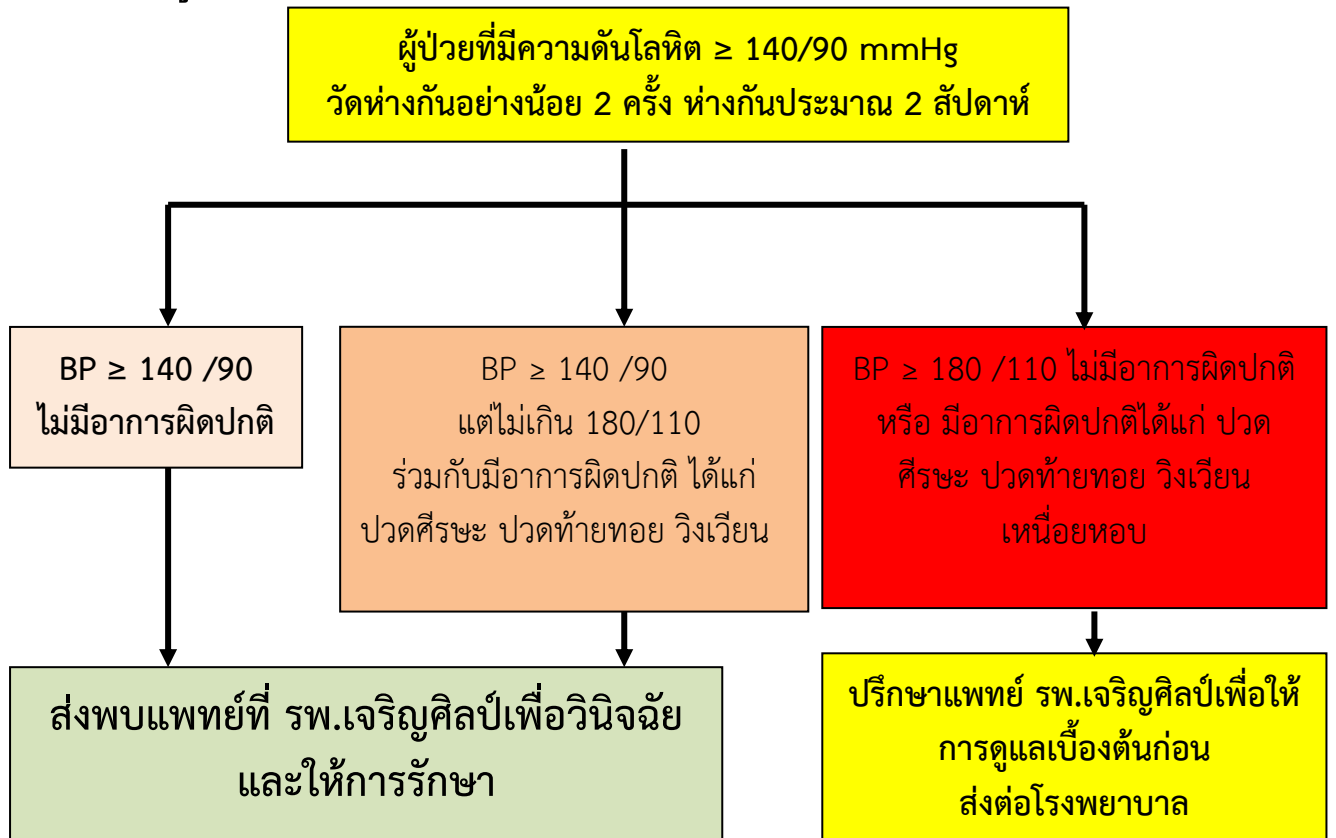 ผู้ป่วยที่มีความดันโลหิต ≥ 140/90 mmHg
วัดห่างกันอย่างน้อย 2 ครั้ง ห่างกันประมาณ 2 สัปดาห์
BP ≥ 140 /90
ไม่มีอาการผิดปกติ
BP ≥ 140 /90
แต่ไม่เกิน 180/110
ร่วมกับมีอาการผิดปกติ ได้แก่
ปวดศีรษะ ปวดท้ายทอย วิงเวียน
BP ≥ 180 /110 ไม่มีอาการผิดปกติ
หรือ มีอาการผิดปกติได้แก่ ปวด
ศีรษะ ปวดท้ายทอย วิงเวียน
เหนื่อยหอบ
ส่งพบแพทย์ที่ รพ.เจริญศิลป์เพื่อวินิจฉัย
และให้การรักษา
ปรึกษาแพทย์ รพ.เจริญศิลป์เพื่อให้
การดูแลเบื้องต้นก่อน
ส่งต่อโรงพยาบาล